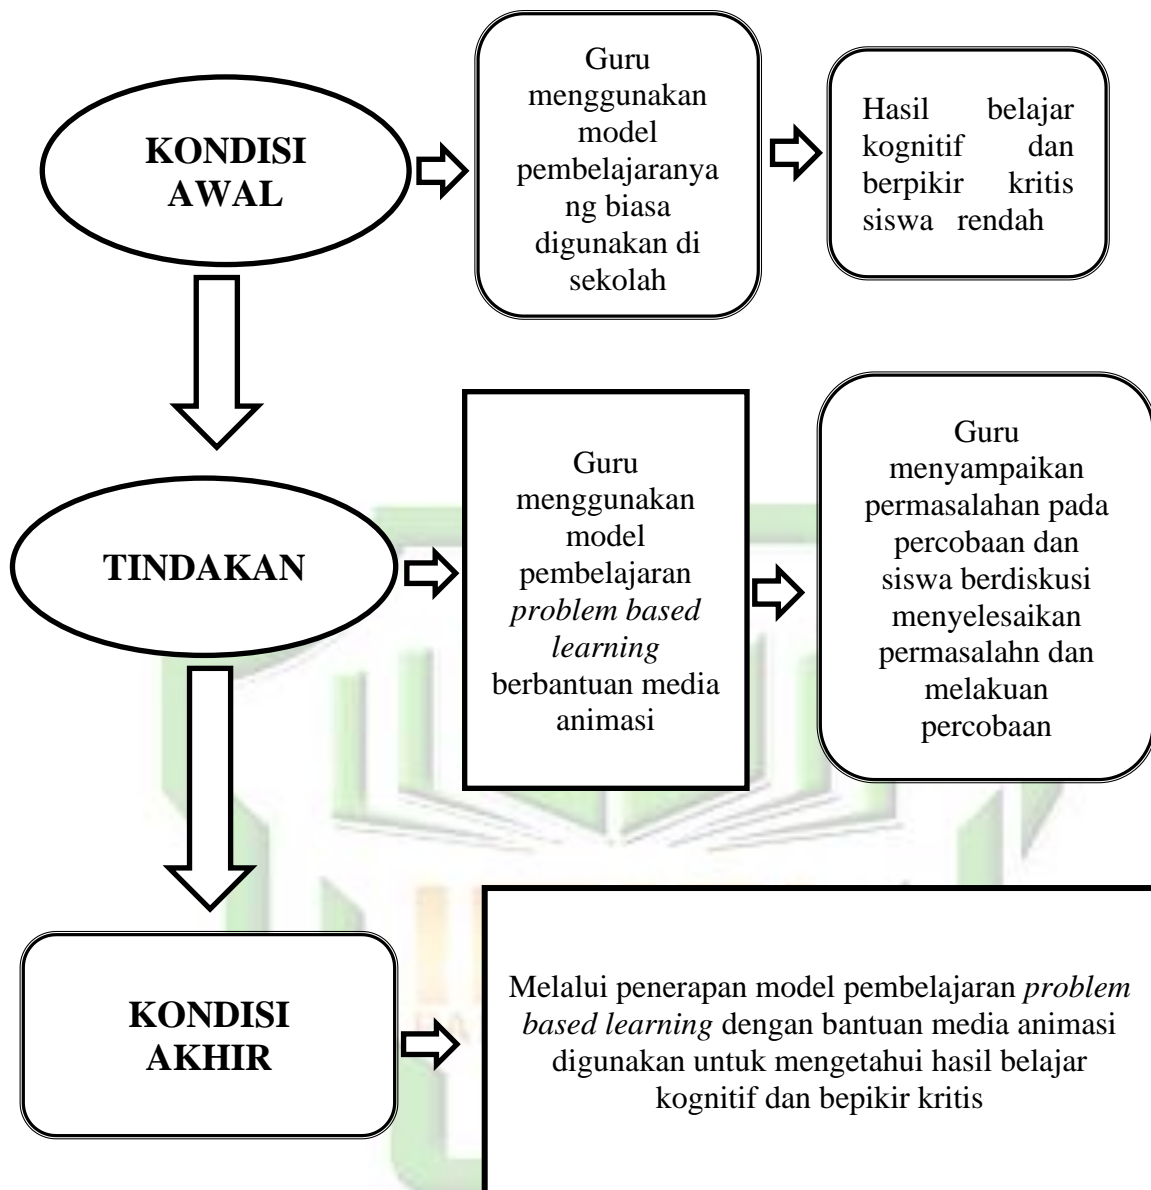 KONDISI
AWAL
Guru
menggunakan
model
pembelajaranya
ng biasa
digunakan di
sekolah
Hasil belajar
kognitif dan
berpikir kritis
siswa rendah
TINDAKAN
Guru
menggunakan
model
pembelajaran
problem based
learning
berbantuan media
animasi
Guru
menyampaikan
permasalahan pada
percobaan dan
siswa berdiskusi
menyelesaikan
permasalahn dan
melakuan
percobaan
KONDISI
AKHIR
Melalui penerapan model pembelajaran problem
based learning dengan bantuan media animasi
digunakan untuk mengetahui hasil belajar
kognitif dan bepikir kritis